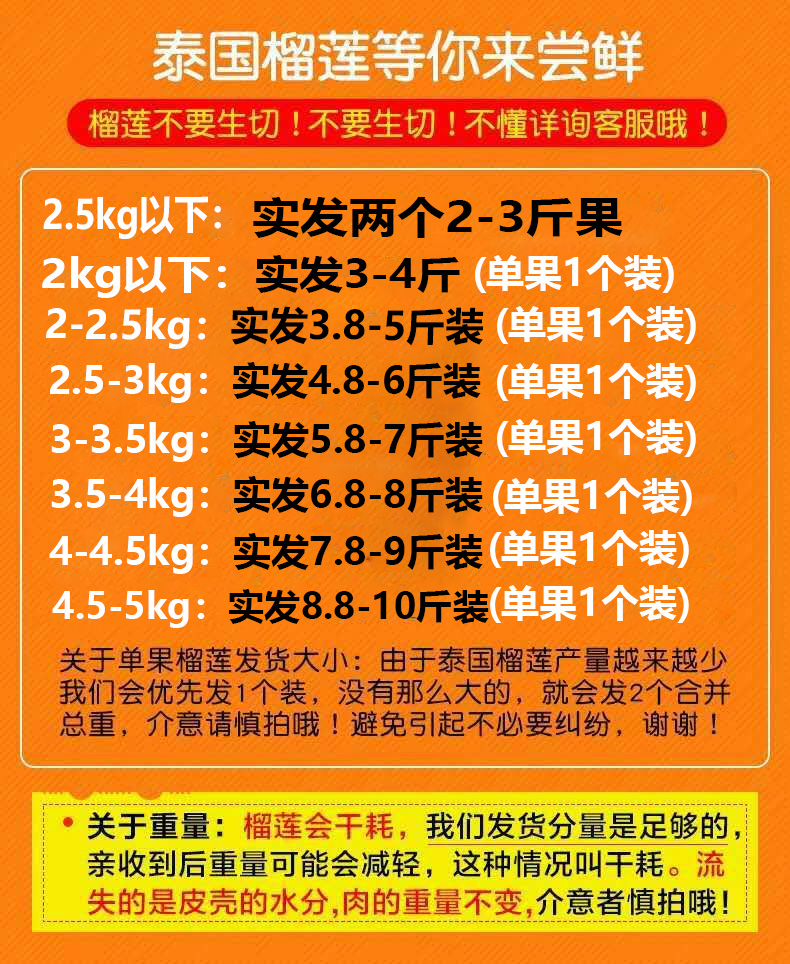 泰国榴莲等你来尝鲜
榴莲不要生切！不要生切！不懂详询客服哦！
2.5kg以下：实发两个2-3斤果
2kg以下：实发3-4斤 (单果1个装)
2-2.5kg：实发3.8-5斤装 (单果1个装)
2.5-3kg：实发4.8-6斤装 (单果1个装)
3-3.5kg：实发5.8-7斤装 (单果1个装)
3.5-4kg：实发6.8-8斤装 (单果1个装)
4-4.5kg：实发7.8-9斤装(单果1个装)
4.5-5kg：实发8.8-10斤装(单果1个装)
关于单果榴莲发货大小：由于泰国榴莲产量越来越少
我们会优先发1个装，没有那么大的，就会发2个合并
总重，介意请慎拍哦！避免引起不必要纠纷，谢谢！
•关于重量：榴莲会干耗，我们发货分量是足够的，
亲收到后重量可能会减轻，这种情况叫干耗。流
失的是皮壳的水分,肉的重量不变,介意者慎拍哦!